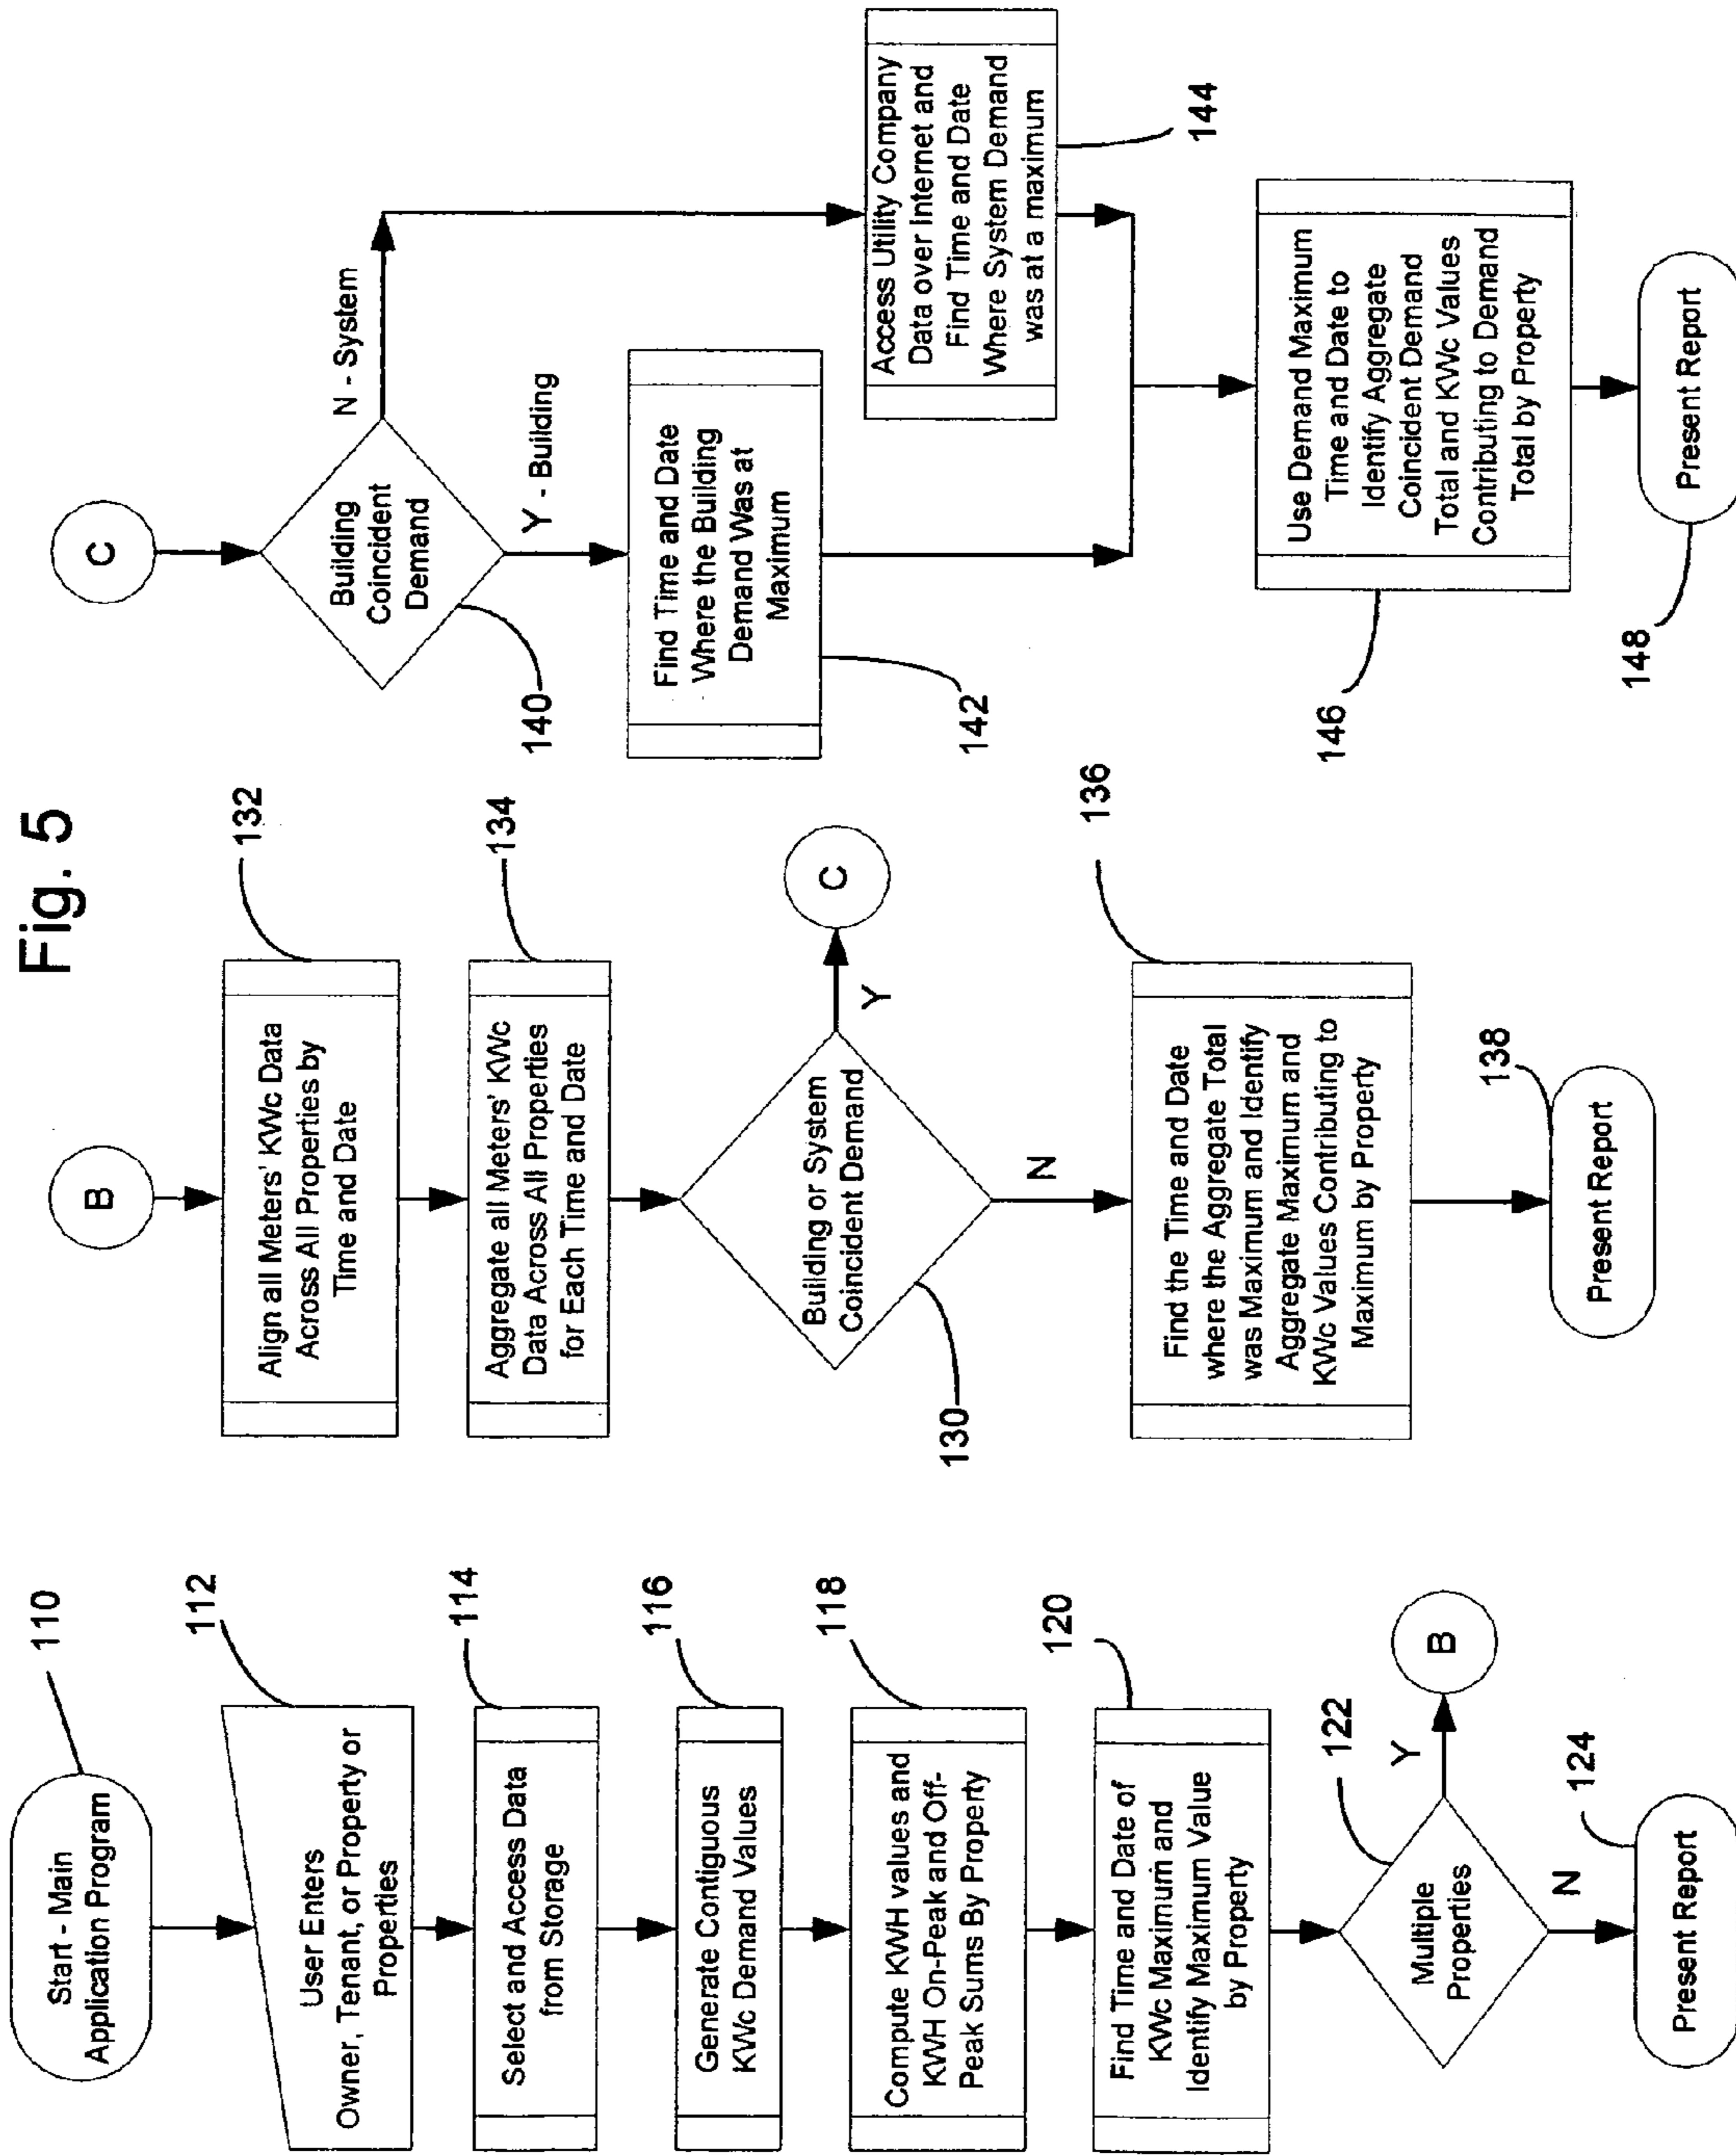 Fig. 5
Start - Main
Application Program
110
User Enters
Owner, Tenant, or Property or
Properties
112
Select and Access Data
from Storage
114
Generate Contiguous
KWc Demand Values
116
Compute KWH values and
KWH On-Peak and Off-
Peak Sums By Property
118
Find Time and Date of
KWc Maximum and
Identify Maximum Value
by Property
120
Multiple
Properties
122
Y
B
N
Present Report
124
B
Align all Meters' KWc Data
Across All Properties by
Time and Date
132
Aggregate all Meters' KWc
Data Across All Properties
for Each Time and Date
134
Building or System
Coincident Demand
130
Y
C
N
Find the Time and Date
where the Aggregate Total
was Maximum and Identify
Aggregate Maximum and
KWc Values Contributing to
Maximum by Property
136
Present Report
138
C
Building
Coincident
Demand
140
N - System
Y - Building
Find Time and Date
Where the Building
Demand Was at
Maximum
142
Access Utility Company
Data over Internet and
Find Time and Date
Where System Demand
was at a maximum
144
Use Demand Maximum
Time and Date to
Identify Aggregate
Coincident Demand
Total and KWc Values
Contributing to Demand
Total by Property
146
Present Report
148